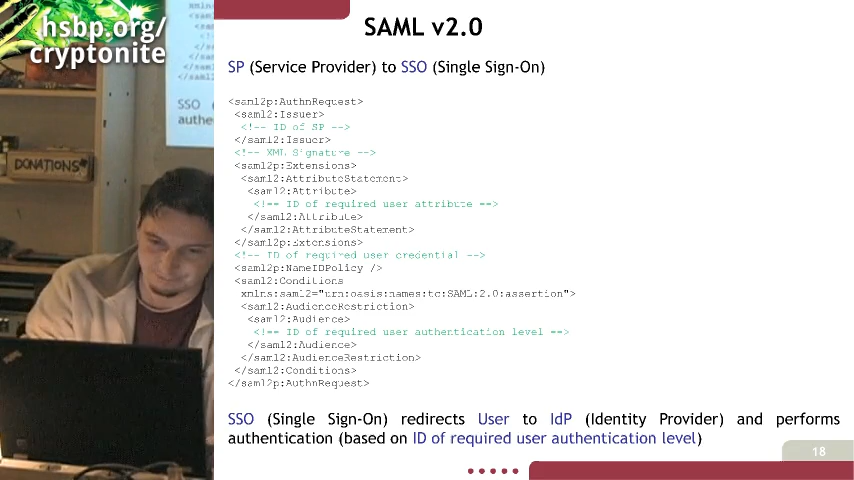 hsbp.org/
cryptonite
SSO
authe
DONATIONS
SAML v2.0
SP (Service Provider) to SSO (Single Sign-On)
<saml2p:AuthnRequest>
<saml2:Issuer>
<!-- ID of SP -->
</saml2:Issuer>
<!-- XML Signature -->
<saml2p:Extensions>
<saml2:AttributeStatement>
<saml2:Attribute>
<!-- ID of required user attribute -->
</saml2:Attribute>
</saml2:AttributeStatement>
</saml2p:Extensions>
<!-- ID of required user credential -->
<saml2p:NameIDPolicy />
<saml2:Conditions
xmlns:saml2="urn:oasis:names:tc:SAML:2.0:assertion">
<saml2:AudienceRestriction>
<saml2:Audience>
<!-- ID of required user authentication level -->
</saml2:Audience>
</saml2:AudienceRestriction>
</saml2:Conditions>
</saml2p:AuthnRequest>
SSO (Single Sign-On) redirects User to IdP (Identity Provider) and performs
authentication (based on ID of required user authentication level)
18